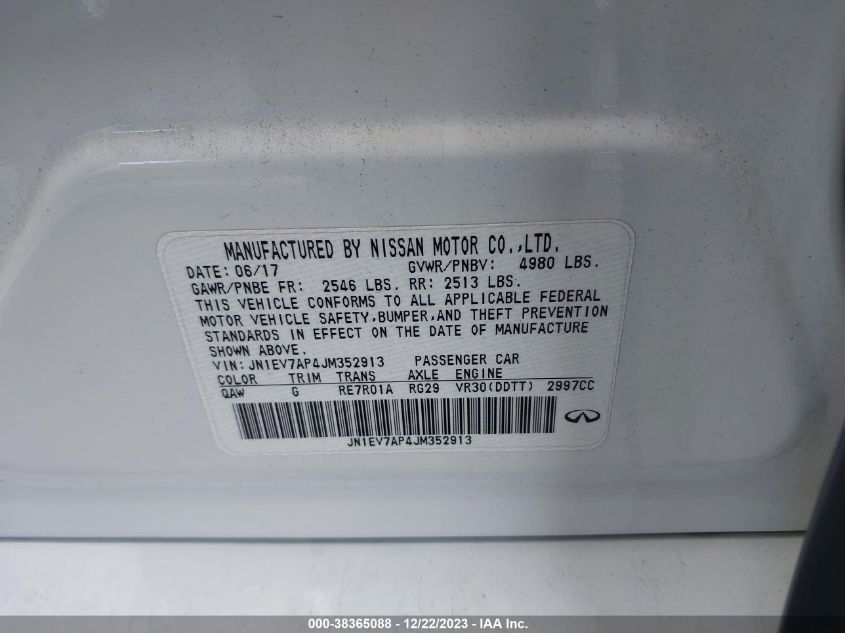 MANUFACTURED BY NISSAN MOTOR CO.,LTD.
DATE: 06/17 GVWR/PNBV: 4980 LBS.
GAWR/PNBE FR: 2546 LBS. RR: 2513 LBS.
THIS VEHICLE CONFORMS TO ALL APPLICABLE FEDERAL
MOTOR VEHICLE SAFETY,BUMPER,AND THEFT PREVENTION
STANDARDS IN EFFECT ON THE DATE OF MANUFACTURE
SHOWN ABOVE.
VIN: JN1EV7AP4JM352913 PASSENGER CAR
COLOR TRIM TRANS AXLE ENGINE
QAW G RE7R01A RG29 VR30(DDTT) 2997CC
JN1EV7AP4JM352913
000-38365088 - 12/22/2023 - IAA Inc.